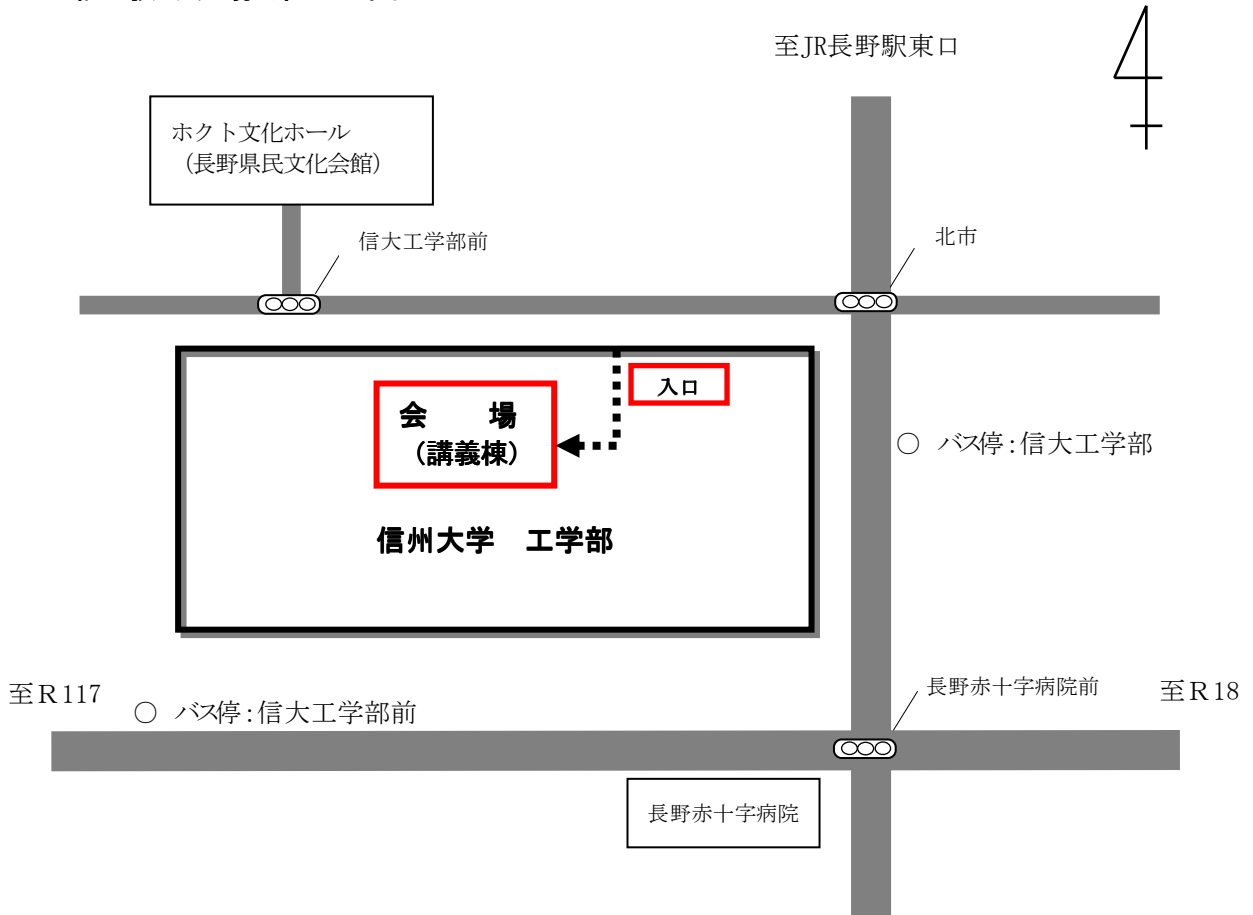 至JR長野駅東口
ホクト文化ホール
（長野県民文化会館）
信大工学部前
北市
入口
会　　場
（講義棟）
○ バス停:信大工学部
信州大学　工学部
至R117
長野赤十字病院前
至R18
○ バス停:信大工学部前
長野赤十字病院